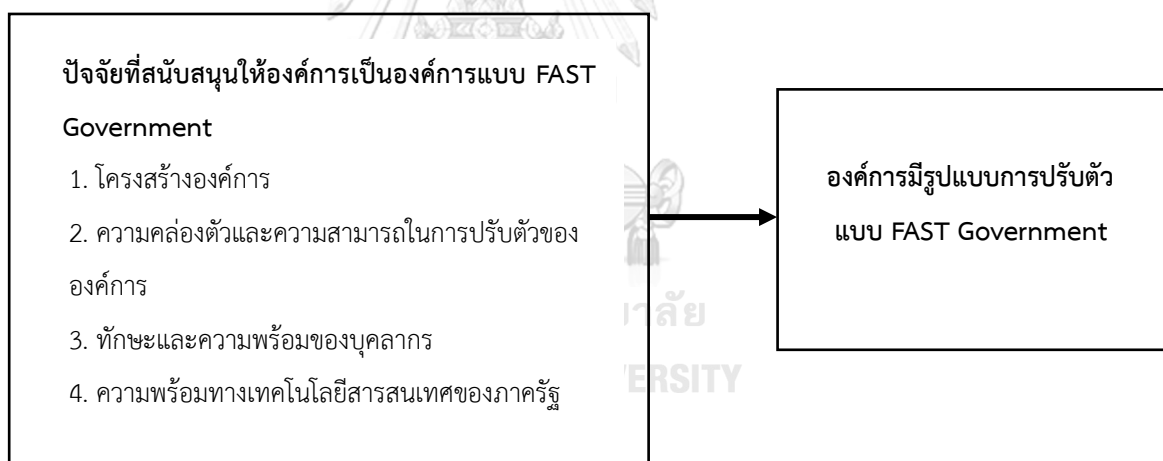 ปัจจัยที่สนับสนุนให้องค์การเป็นองค์การแบบ FAST
Government
1. โครงสร้างองค์การ
2. ความคล่องตัวและความสามารถในการปรับตัวของ
องค์การ
3. ทักษะและความพร้อมของบุคลากร
4. ความพร้อมทางเทคโนโลยีสารสนเทศของภาครัฐ
องค์การมีรูปแบบการปรับตัว
แบบ FAST Government